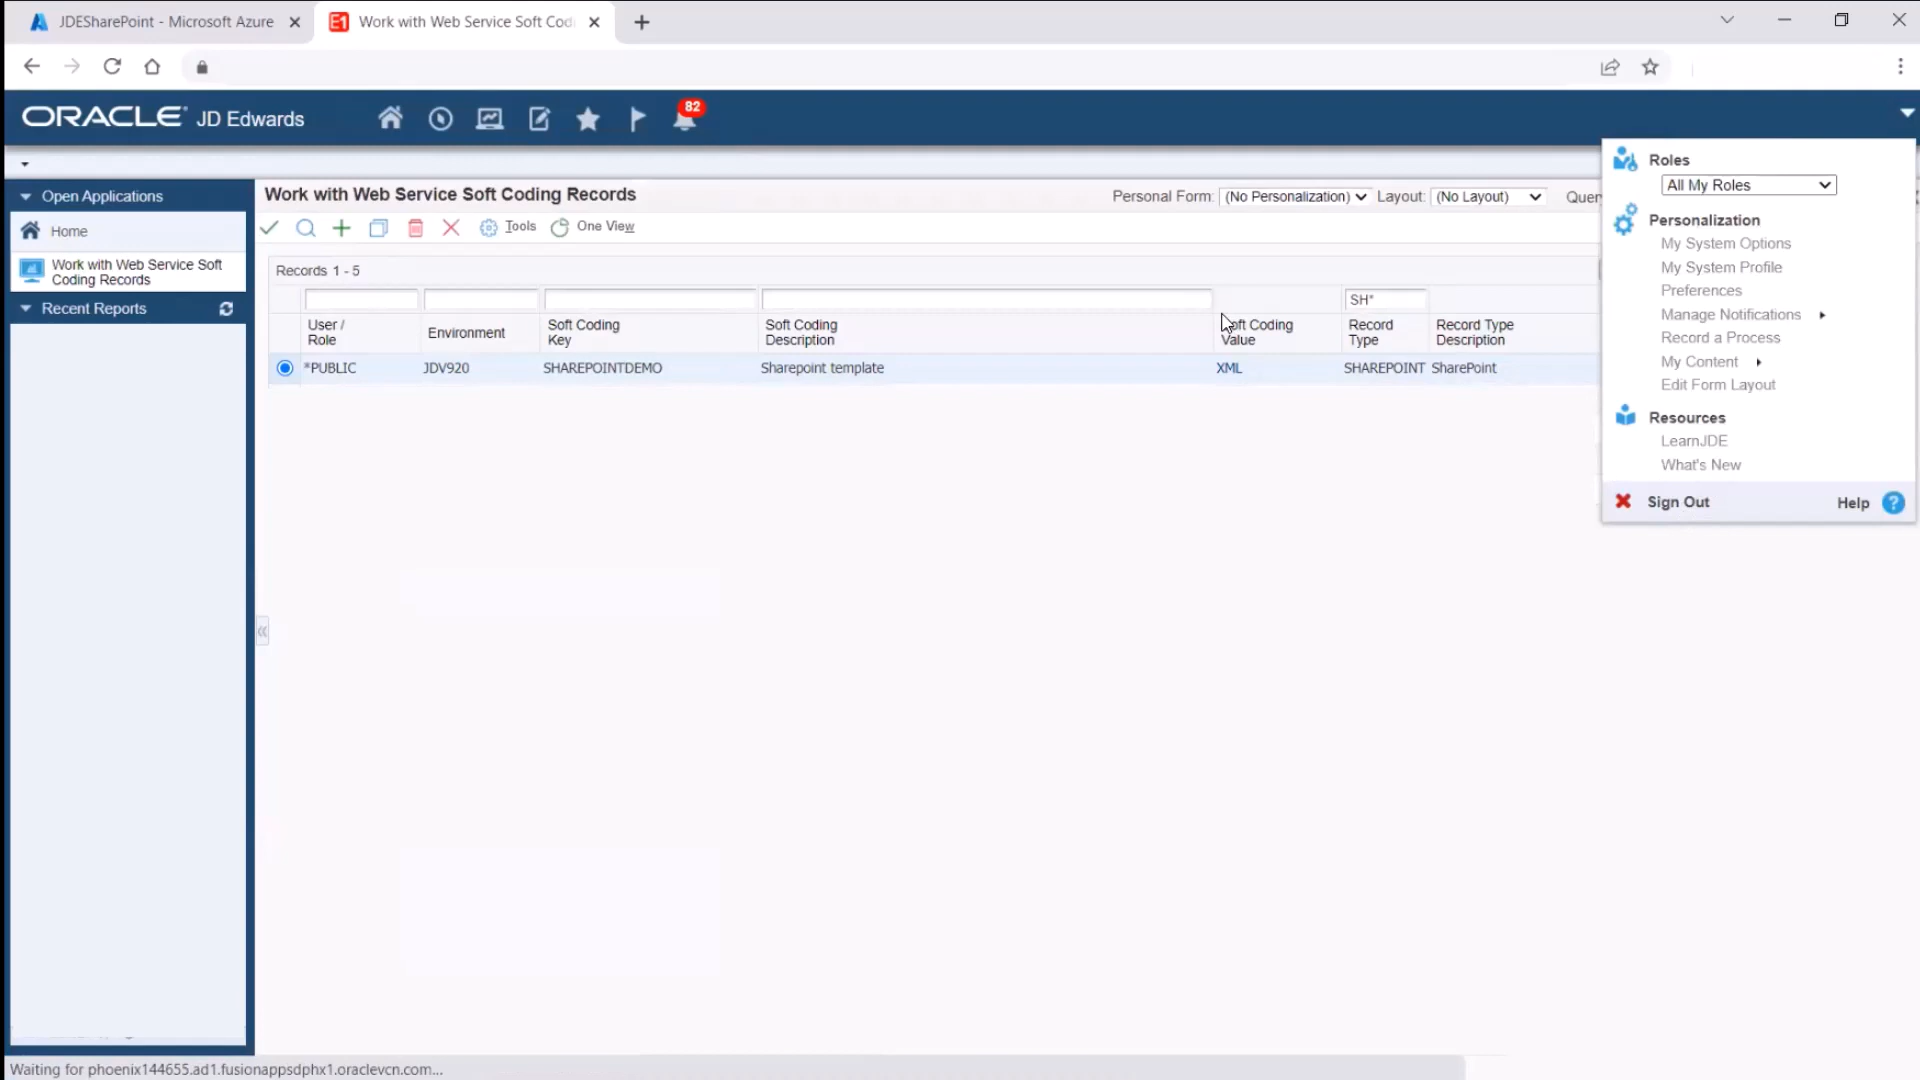 JDESharePoint - Microsoft Azure
E1 Work with Web Service Soft Cod
ORACLE JD Edwards
82
Open Applications
Home
Work with Web Service Soft
Coding Records
Recent Reports
Work with Web Service Soft Coding Records
Personal Form: (No Personalization) Layout: (No Layout) Query
Tools One View
Records 1 - 5
SH*
User /
Role
Environment
Soft Coding
Key
Soft Coding
Description
Soft Coding
Value
Record
Type
Record Type
Description
*PUBLIC JDV920 SHAREPOINTDEMO Sharepoint template XML SHAREPOINT SharePoint
Roles
All My Roles
Personalization
My System Options
My System Profile
Preferences
Manage Notifications
Record a Process
My Content
Edit Form Layout
Resources
LearnJDE
What's New
Sign Out Help ?
Waiting for phoenix144655.ad1.fusionappsdphx1.oraclevcn.com...